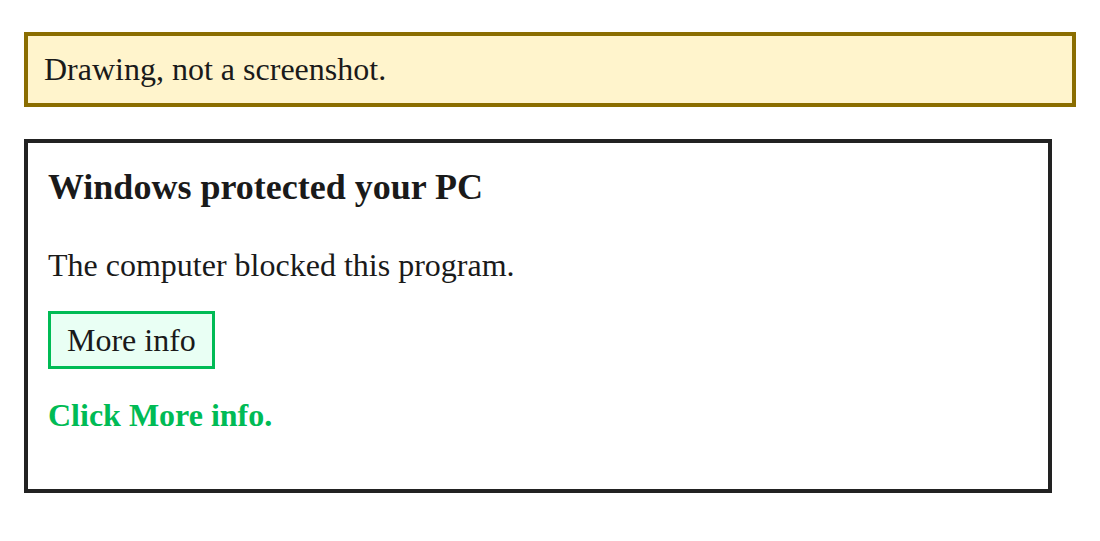 Drawing, not a screenshot.
Windows protected your PC
The computer blocked this program.
More info
Click More info.